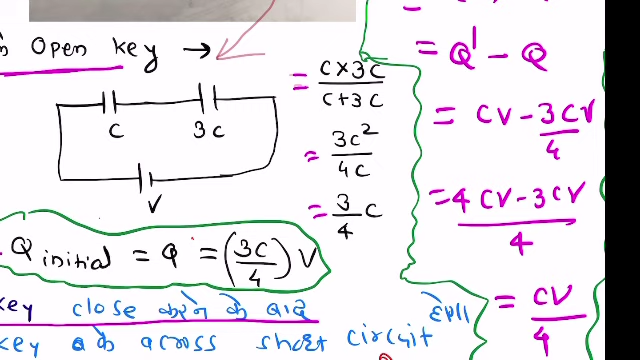 Open key →
C 3C
V
= C×3C / C+3C
= 3C² / 4C
= 3/4 C
Q initial = Q = (3C/4) V
key close करने के बाद
key के across short circuit
= Q' - Q
= CV - 3CV/4
= 4CV-3CV / 4
= CV/4